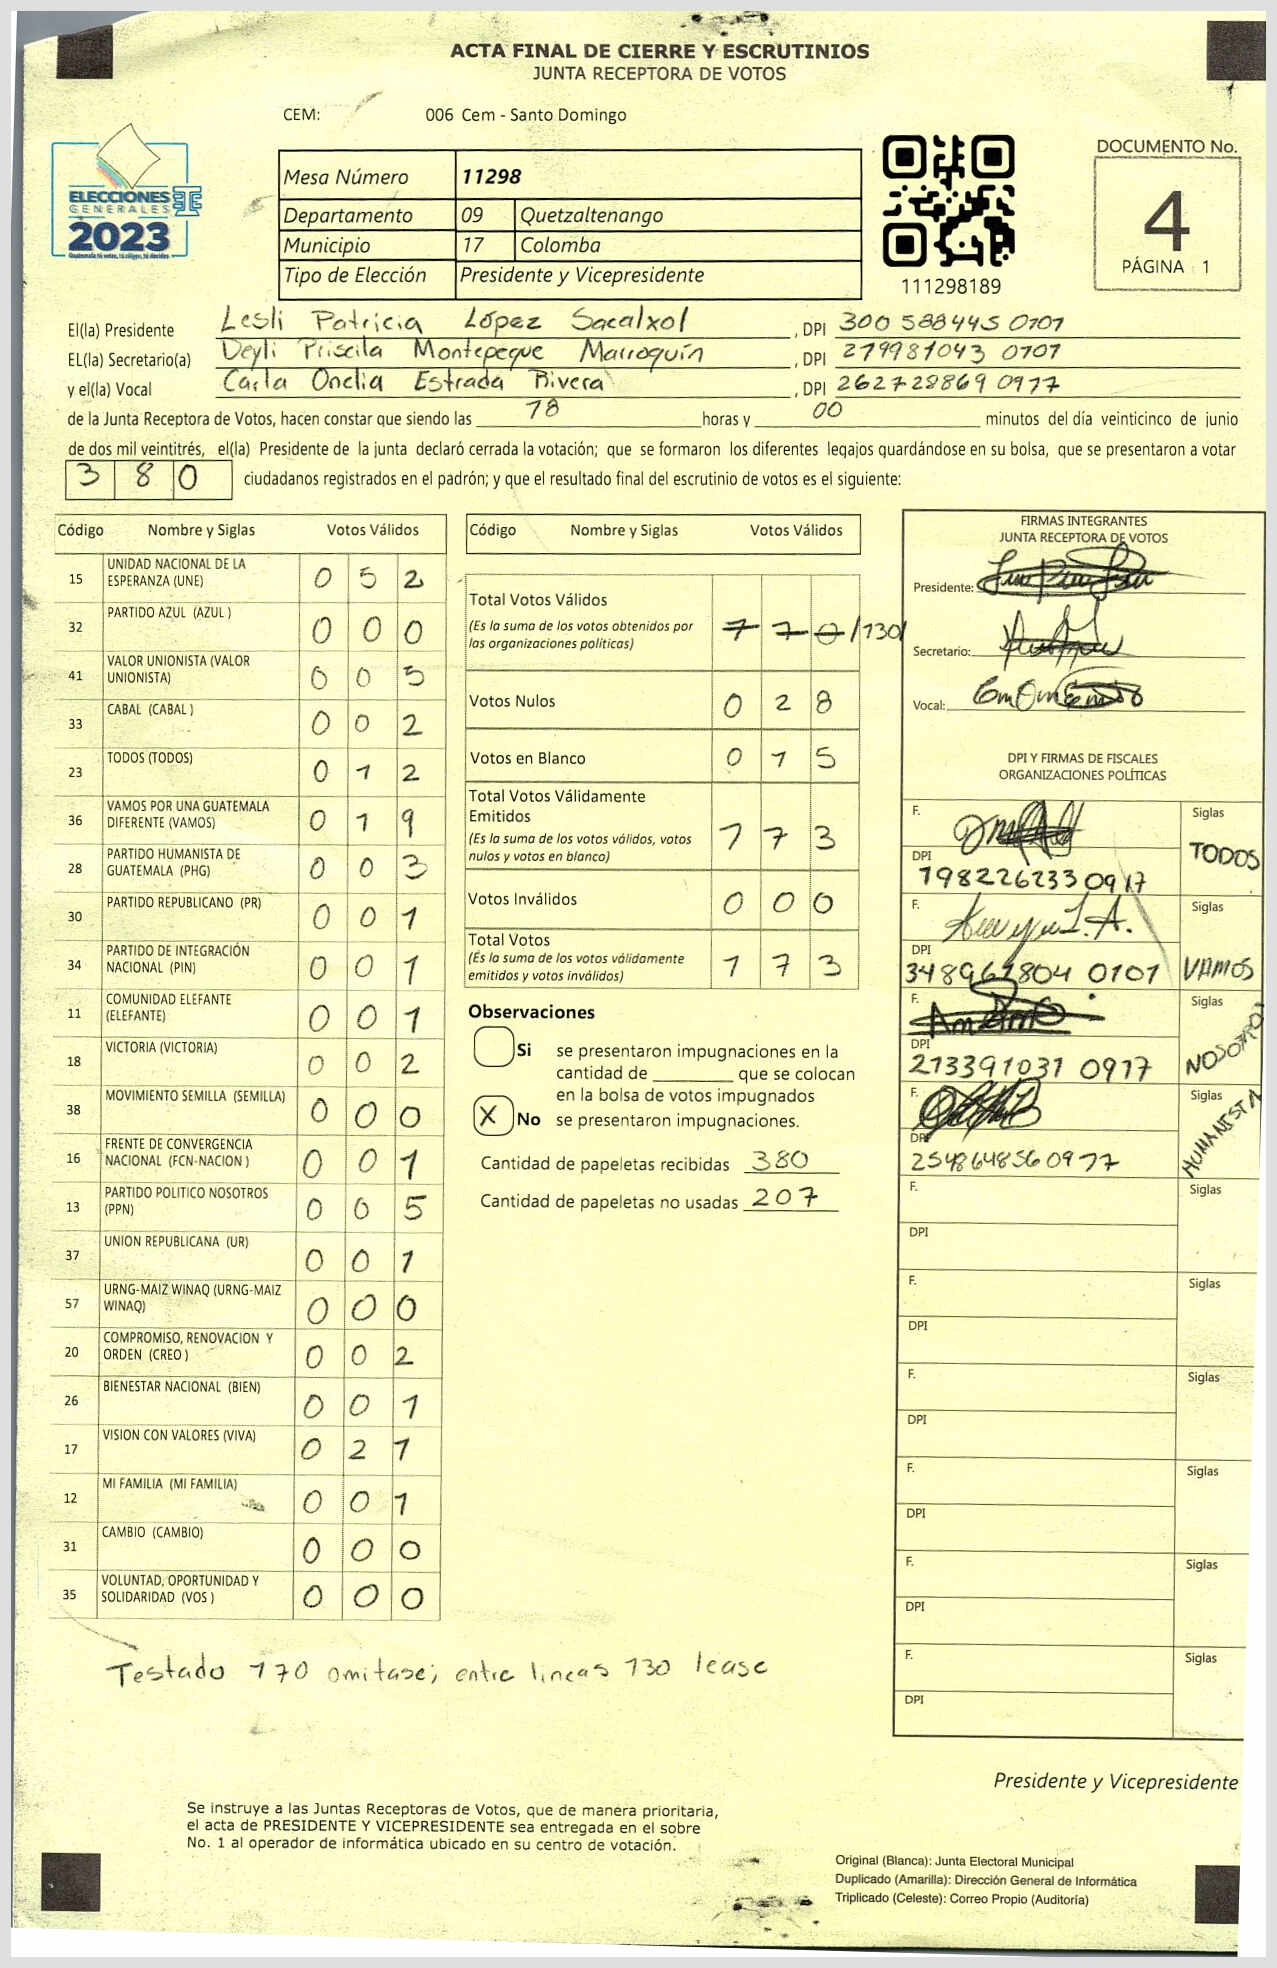 ACTA FINAL DE CIERRE Y ESCRUTINIOS
JUNTA RECEPTORA DE VOTOS
CEM: 006 Cem - Santo Domingo
ELECCIONES
GENERALES
2023
Guatemala tú votas, tú eliges, tú decides
Mesa Número 11298
Departamento 09 Quetzaltenango
Municipio 17 Colomba
Tipo de Elección Presidente y Vicepresidente
111298189
DOCUMENTO No.
4
PÁGINA 1
El(la) Presidente Lesli Patricia López Sacalxol , DPI 300 588445 0101
EL(la) Secretario(a) Deyli Priscila Montepeque Marroquín , DPI 279981043 0101
y el(la) Vocal Carla Onelia Estrada Rivera , DPI 262728869 0917
de la Junta Receptora de Votos, hacen constar que siendo las 18 horas y 00 minutos del día veinticinco de junio
de dos mil veintitrés, el(la) Presidente de la junta declaró cerrada la votación; que se formaron los diferentes legajos guardándose en su bolsa, que se presentaron a votar
3 8 0 ciudadanos registrados en el padrón; y que el resultado final del escrutinio de votos es el siguiente:
Código Nombre y Siglas Votos Válidos
15 UNIDAD NACIONAL DE LA ESPERANZA (UNE) 0 5 2
32 PARTIDO AZUL (AZUL ) 0 0 0
41 VALOR UNIONISTA (VALOR UNIONISTA) 0 0 5
33 CABAL (CABAL ) 0 0 2
23 TODOS (TODOS) 0 1 2
36 VAMOS POR UNA GUATEMALA DIFERENTE (VAMOS) 0 1 9
28 PARTIDO HUMANISTA DE GUATEMALA (PHG) 0 0 3
30 PARTIDO REPUBLICANO (PR) 0 0 1
34 PARTIDO DE INTEGRACIÓN NACIONAL (PIN) 0 0 1
11 COMUNIDAD ELEFANTE (ELEFANTE) 0 0 1
18 VICTORIA (VICTORIA) 0 0 2
38 MOVIMIENTO SEMILLA (SEMILLA) 0 0 0
16 FRENTE DE CONVERGENCIA NACIONAL (FCN-NACION ) 0 0 1
13 PARTIDO POLITICO NOSOTROS (PPN) 0 0 5
37 UNION REPUBLICANA (UR) 0 0 1
57 URNG-MAIZ WINAQ (URNG-MAIZ WINAQ) 0 0 0
20 COMPROMISO, RENOVACION Y ORDEN (CREO ) 0 0 2
26 BIENESTAR NACIONAL (BIEN) 0 0 1
17 VISION CON VALORES (VIVA) 0 2 1
12 MI FAMILIA (MI FAMILIA) 0 0 1
31 CAMBIO (CAMBIO) 0 0 0
35 VOLUNTAD, OPORTUNIDAD Y SOLIDARIDAD (VOS ) 0 0 0
Código Nombre y Siglas Votos Válidos
Total Votos Válidos
(Es la suma de los votos obtenidos por
las organizaciones políticas)
1 7 0 /130/
Votos Nulos 0 2 8
Votos en Blanco 0 1 5
Total Votos Válidamente
Emitidos
(Es la suma de los votos válidos, votos
nulos y votos en blanco)
1 7 3
Votos Inválidos 0 0 0
Total Votos
(Es la suma de los votos válidamente
emitidos y votos inválidos)
1 7 3
Observaciones
Si se presentaron impugnaciones en la
cantidad de ________ que se colocan
en la bolsa de votos impugnados
X No se presentaron impugnaciones.
Cantidad de papeletas recibidas 380
Cantidad de papeletas no usadas 207
FIRMAS INTEGRANTES
JUNTA RECEPTORA DE VOTOS
Presidente:
Secretario:
Vocal:
DPI Y FIRMAS DE FISCALES
ORGANIZACIONES POLÍTICAS
F. Siglas TODOS
DPI 198226233 0917
F. Siglas VAMOS
DPI 348961804 0101
F. Siglas NOSOTROS
DPI 213391031 0917
F. Siglas HUMANISTA
DPI 254864856 0917
F. Siglas
DPI
F. Siglas
DPI
F. Siglas
DPI
F. Siglas
DPI
F. Siglas
DPI
F. Siglas
DPI
Testado 170 omitase; entre lineas 130 lease
Presidente y Vicepresidente
Se instruye a las Juntas Receptoras de Votos, que de manera prioritaria,
el acta de PRESIDENTE Y VICEPRESIDENTE sea entregada en el sobre
No. 1 al operador de informática ubicado en su centro de votación.
Original (Blanca): Junta Electoral Municipal
Duplicado (Amarilla): Dirección General de Informática
Triplicado (Celeste): Correo Propio (Auditoría)